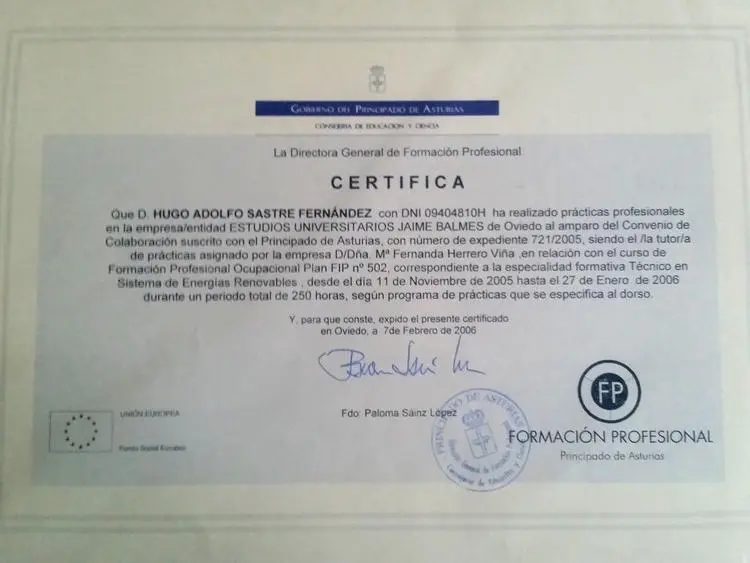 GOBIERNO DEL PRINCIPADO DE ASTURIAS
CONSEJERIA DE EDUCACION Y CIENCIA
La Directora General de Formación Profesional
CERTIFICA
Que D. HUGO ADOLFO SASTRE FERNÁNDEZ con DNI 09404810H ha realizado prácticas profesionales
en la empresa/entidad ESTUDIOS UNIVERSITARIOS JAIME BALMES de Oviedo al amparo del Convenio de
Colaboración suscrito con el Principado de Asturias, con número de expediente 721/2005, siendo el /la tutor/a
de prácticas asignado por la empresa D/Dña. Mª Fernanda Herrero Viña ,en relación con el curso de
Formación Profesional Ocupacional Plan FIP nº 502, correspondiente a la especialidad formativa Técnico en
Sistema de Energías Renovables , desde el día 11 de Noviembre de 2005 hasta el 27 de Enero de 2006
durante un periodo total de 250 horas, según programa de prácticas que se especifica al dorso.
Y, para que conste, expido el presente certificado
en Oviedo, a 7de Febrero de 2006
Fdo: Paloma Sáinz López
UNIÓN EUROPEA
Fondo Social Europeo
PRINCIPADO DE ASTURIAS
FP
FORMACIÓN PROFESIONAL
Principado de Asturias